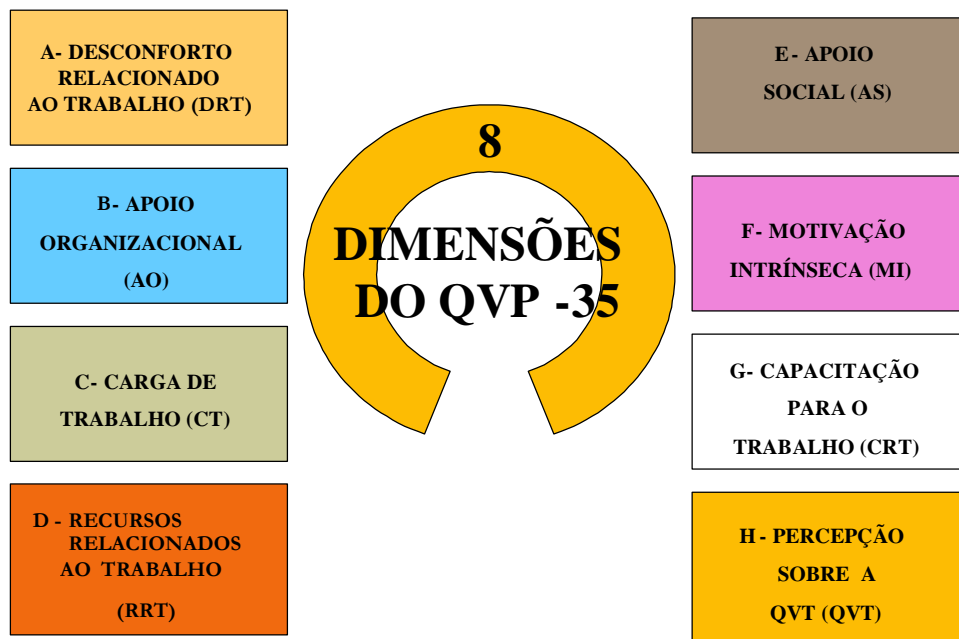 A- DESCONFORTO
RELACIONADO
AO TRABALHO (DRT)
B- APOIO
ORGANIZACIONAL
(AO)
C- CARGA DE
TRABALHO (CT)
D - RECURSOS
RELACIONADOS
AO TRABALHO
(RRT)
8
DIMENSÕES
DO QVP -35
E- APOIO
SOCIAL (AS)
F- MOTIVAÇÃO
INTRÍNSECA (MI)
G- CAPACITAÇÃO
PARA O
TRABALHO (CRT)
H- PERCEPÇÃO
SOBRE A
QVT (QVT)